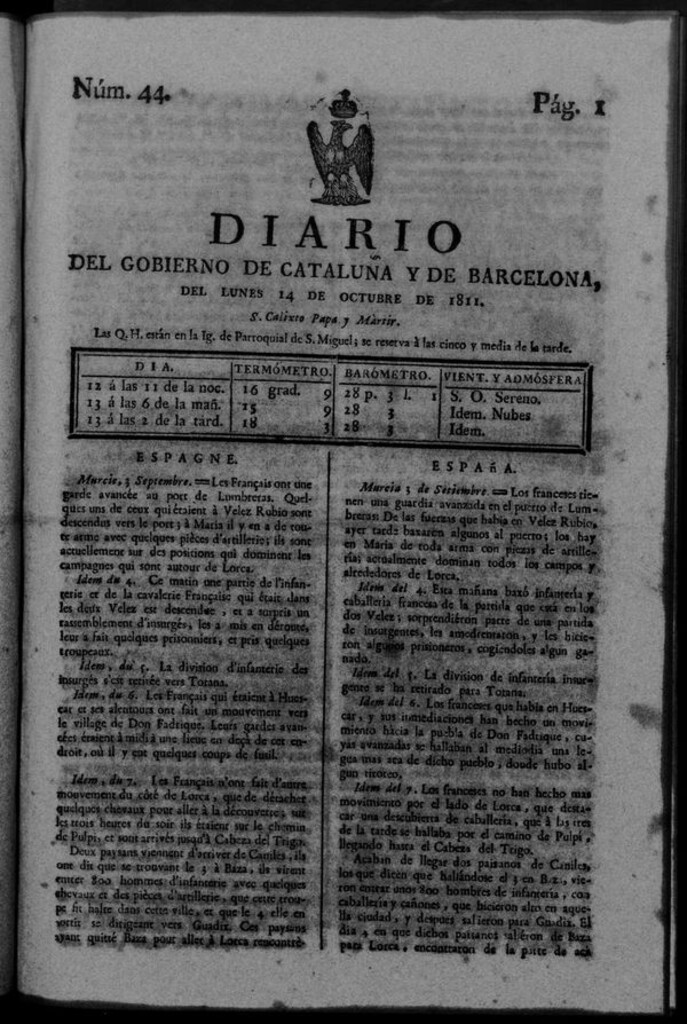 Núm. 44.
Pág. 1
DIARIO
DEL GOBIERNO DE CATALUÑA Y DE BARCELONA,
DEL LUNES 14 DE OCTUBRE DE 1811.
S. Calixto Papa y Mártir.
Las Q. H. están en la Ig. de Parroquial de S. Miguel; se reserva á las cinco y media de la tarde.
DIA. TERMÓMETRO. BARÓMETRO. VIENT. Y ADMÓSFERA
12 á las 11 de la noc. 16 grad. 9 28 p. 3 l. 1 S. O. Sereno.
13 á las 6 de la mañ. 15 9 28 3 Idem. Nubes
13 á las 2 de la tard. 18 3 28 3 Idem.
ESPAGNE.
Murcie, 3 Septembre. = Les Français ont une
garde avancée au port de Lumbreras. Quel-
ques uns de ceux qui étaient à Velez Rubio sont
descendus vers le port; à Maria il y en a de tou-
te arme avec quelques pièces d'artillerie; ils sont
actuellement sur des positions qui dominent les
campagnes qui sont autour de Lorca.
Idem du 4. Ce matin une partie de l'infan-
terie et de la cavalerie Française qui était dans
les deux Velez est descendue, et a surpris un
rassemblement d'insurgés, les a mis en déroute,
leur a fait quelques prisonniers, et pris quelques
troupeaux.
Idem, du 5. La division d'infanterie des
insurgés s'est retirée vers Totana.
Idem, du 6. Les Français qui étaient à Hues-
car et ses alentours ont fait un mouvement vers
le village de Don Fadrique. Leurs gardes avan-
cées étaient à midi à une lieue en deçà de cet en-
droit, où il y eut quelques coups de fusil.
Idem, du 7. Les Français n'ont fait d'autre
mouvement du côté de Lorca, que de détacher
quelques chevaux pour aller à la découverte; sur
les trois heures du soir ils étaient sur le chemin
de Pulpi, et sont arrivés jusqu'à Cabeza del Trigo.
Deux paysans viennent d'arriver de Caniles, ils
ont dit que se trouvant le 3 à Baza, ils virent
entrer 800 hommes d'infanterie avec quelques
chevaux et des pièces d'artillerie, que cette trou-
pe fit halte dans cette ville, et que le 4 elle en
sortit se dirigeant vers Guadix. Ces paysans
ayant quitté Baza pour aller à Lorca rencontré-
ESPAÑA.
Murcia 3 de Setiembre. = Los franceses tie-
nen una guardia avanzada en el puerto de Lum-
breras: De las fuerzas que habia en Velez Rubio,
ayer tarde baxaron algunos al puerto; los hay
en Maria de toda arma con piezas de artille-
ria; actualmente dominan todos los campos y
alrededores de Lorca.
Idem del 4. Esta mañana baxó infantería y
caballeria francesa de la partida que está en los
dos Velez; sorprendiéron parte de una partida
de insurgentes, les amedrentaron, y les hicie-
ron algunos prisioneros, cogiéndoles algun ga-
nado.
Idem del 5. La division de infantería insur-
gente se ha retirado para Totana.
Idem del 6. Los franceses que habia en Hues-
car, y sus inmediaciones han hecho un movi-
miento hácia la puebla de Don Fadrique, cu-
yas avanzadas se hallaban al mediodia una le-
gua mas acá de dicho pueblo, donde hubo al-
gun tiroteo,
Idem del 7. Los franceses no han hecho mas
movimiento por el lado de Lorca, que desta-
car una descubierta de caballeria, que á las tres
de la tarde se hallaba por el camino de Pulpí,
llegando hasta el Cabeza del Trigo.
Acaban de llegar dos paisanos de Caniles,
los que dicen que hallándose el 3 en Baza, vie-
ron entrar unos 800 hombres de infantería, con
caballería y cañones, que hicieron alto en aque-
lla ciudad, y despues salieron para Guadix. El
dia 4 en que dichos paisanos saliéron de Baza
para Lorca, encontraron de la parte de acá